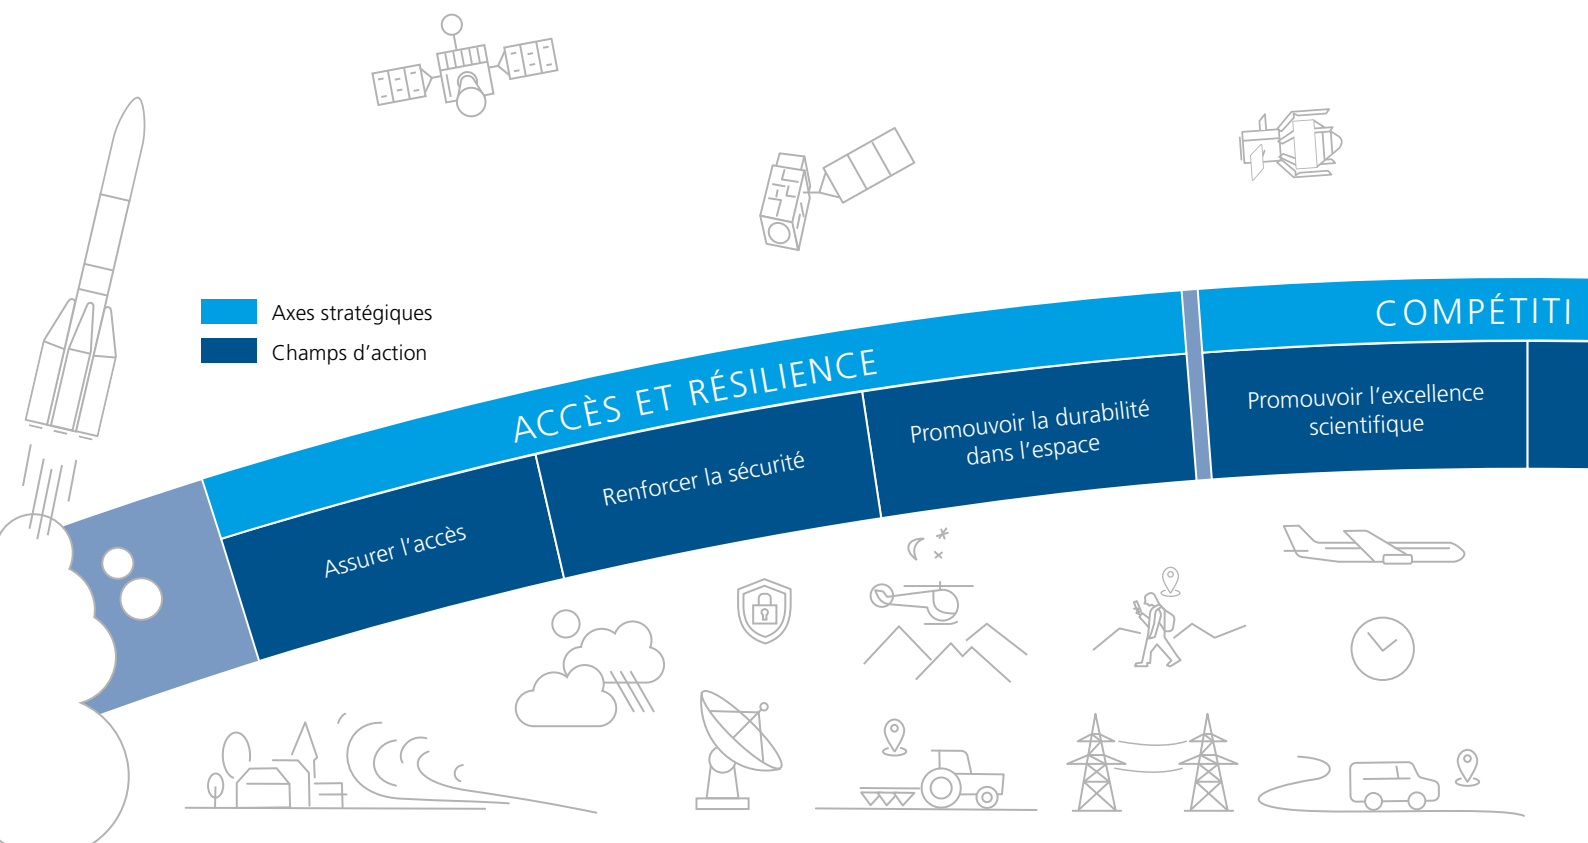 Axes stratégiques
Champs d'action
ACCÈS ET RÉSILIENCE
Assurer l'accès
Renforcer la sécurité
Promouvoir la durabilité
dans l'espace
COMPÉTITI
Promouvoir l'excellence
scientifique